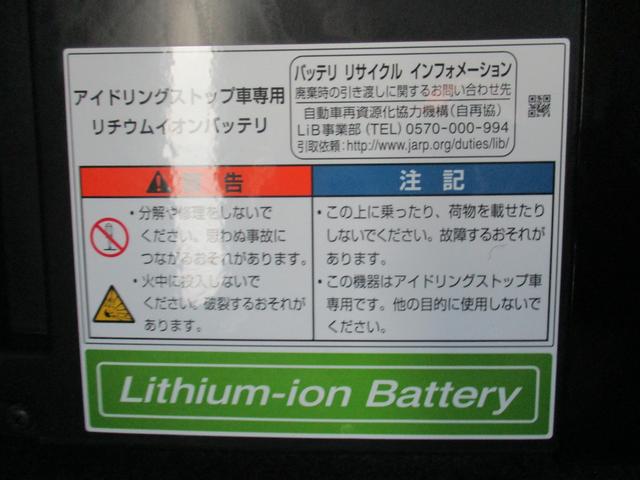 アイドリングストップ車専用
リチウムイオンバッテリ
バッテリ リサイクル インフォメーション
廃棄時の引き渡しに関するお問い合わせ先
自動車再資源化協力機構(自再協)
LiB事業部(TEL) 0570-000-994
引取依頼:http://www.jarp.org/duties/lib/
警告
・分解や修理をしないで
ください。思わぬ事故に
つながるおそれがあります。
・火中に投入しないで
ください。破裂するおそれが
あります。
注記
・この上に乗ったり、荷物を載せたり
しないでください。故障するおそれが
あります。
・この機器はアイドリングストップ車
専用です。他の目的に使用しないで
ください。
Lithium-ion Battery